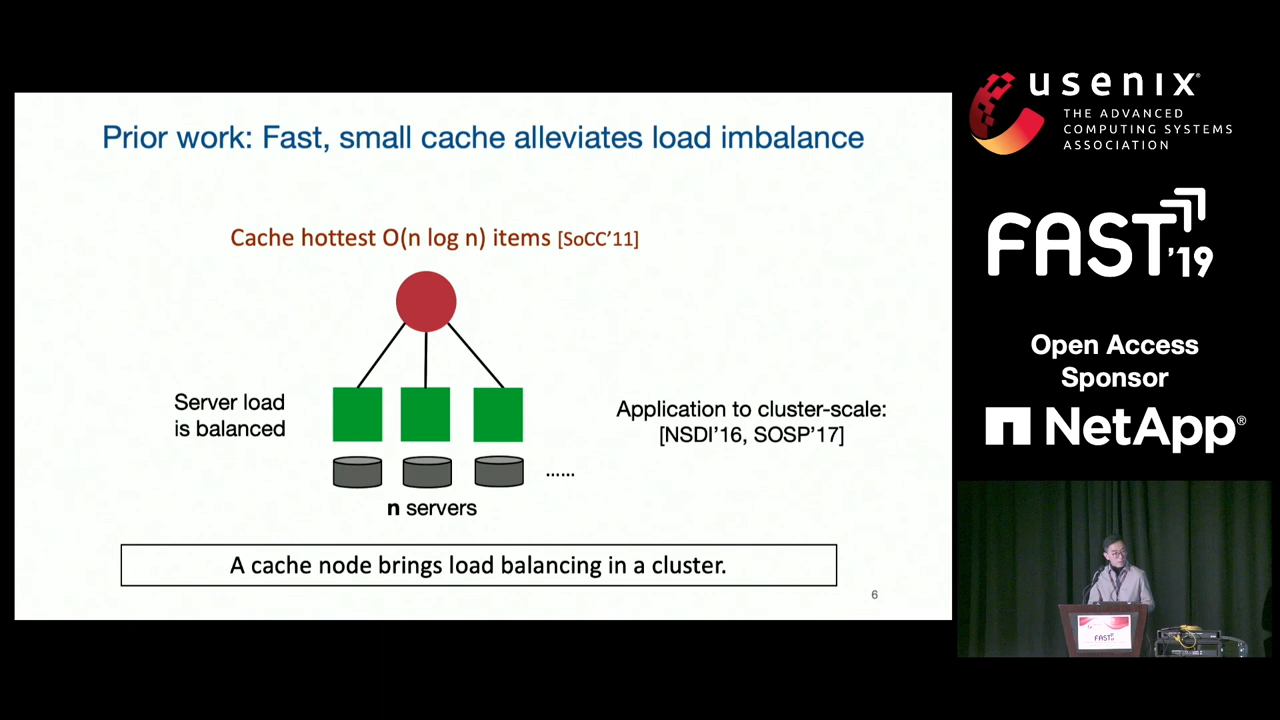 Prior work: Fast, small cache alleviates load imbalance
Cache hottest O(n log n) items [SoCC'11]
Server load
is balanced
Application to cluster-scale:
[NSDI'16, SOSP'17]
......
n servers
A cache node brings load balancing in a cluster.
6
usenix®
THE ADVANCED
COMPUTING SYSTEMS
ASSOCIATION
FAST'19
Open Access
Sponsor
NetApp®
FAST'19